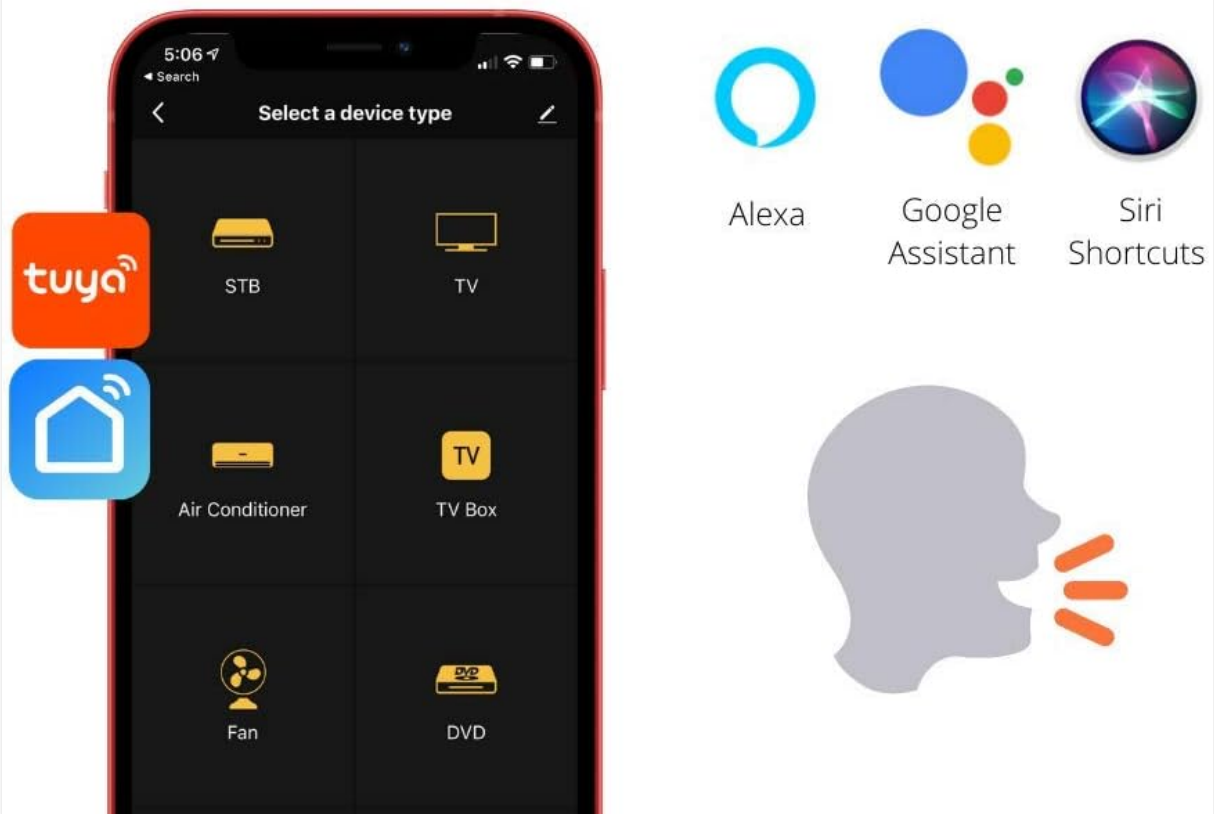 5:06
Search
Select a device type
tuya
STB
TV
Air Conditioner
TV
TV Box
Fan
DVD
DVD
Alexa
Google
Assistant
Siri
Shortcuts